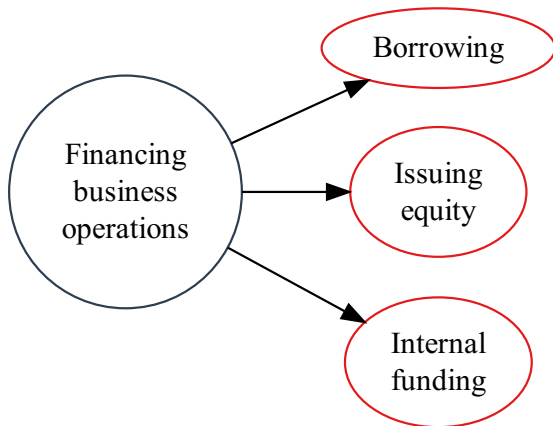 Financing
business
operations
Borrowing
Issuing
equity
Internal
funding